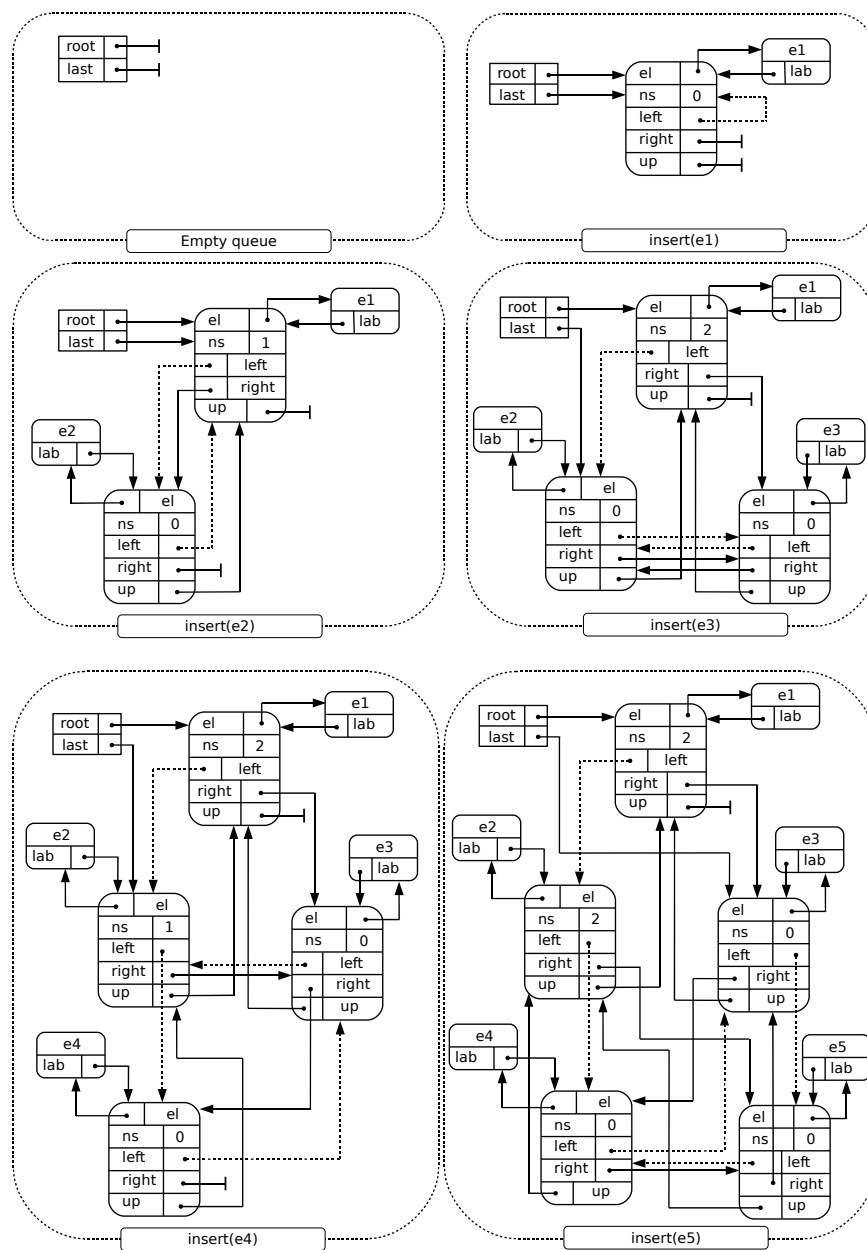 root
last
Empty queue
e1
lab
root
last
el
ns 0
left
right
up
insert(e1)
e1
lab
root
last
el
ns 1
left
right
up
e2
lab
el
ns 0
left
right
up
insert(e2)
e1
lab
root
last
el
ns 2
left
right
up
e2
lab
e3
lab
el
ns 0
left
right
up
el
ns 0
left
right
up
insert(e3)
e1
lab
root
last
el
ns 2
left
right
up
e2
lab
e3
lab
el
ns 1
left
right
up
el
ns 0
left
right
up
e4
lab
el
ns 0
left
right
up
insert(e4)
e1
lab
root
last
el
ns 2
left
right
up
e2
lab
e3
lab
el
ns 2
left
right
up
el
ns 0
left
right
up
e4
lab
e5
lab
el
ns 0
left
right
up
el
ns 0
left
right
up
insert(e5)